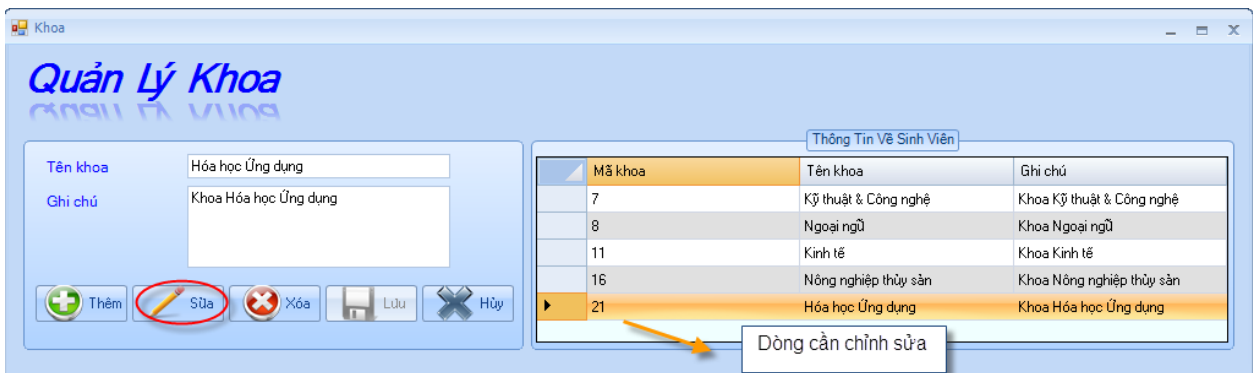 Khoa
Quản Lý Khoa
Tên khoa Hóa học Ứng dụng
Ghi chú Khoa Hóa học Ứng dụng
Thêm Sửa Xóa Lưu Hủy
Thông Tin Về Sinh Viên
Mã khoa Tên khoa Ghi chú
7 Kỹ thuật & Công nghệ Khoa Kỹ thuật & Công nghệ
8 Ngoại ngữ Khoa Ngoại ngữ
11 Kinh tế Khoa Kinh tế
16 Nông nghiệp thủy sản Khoa Nông nghiệp thủy sản
21 Hóa học Ứng dụng Khoa Hóa học Ứng dụng
Dòng cần chỉnh sửa